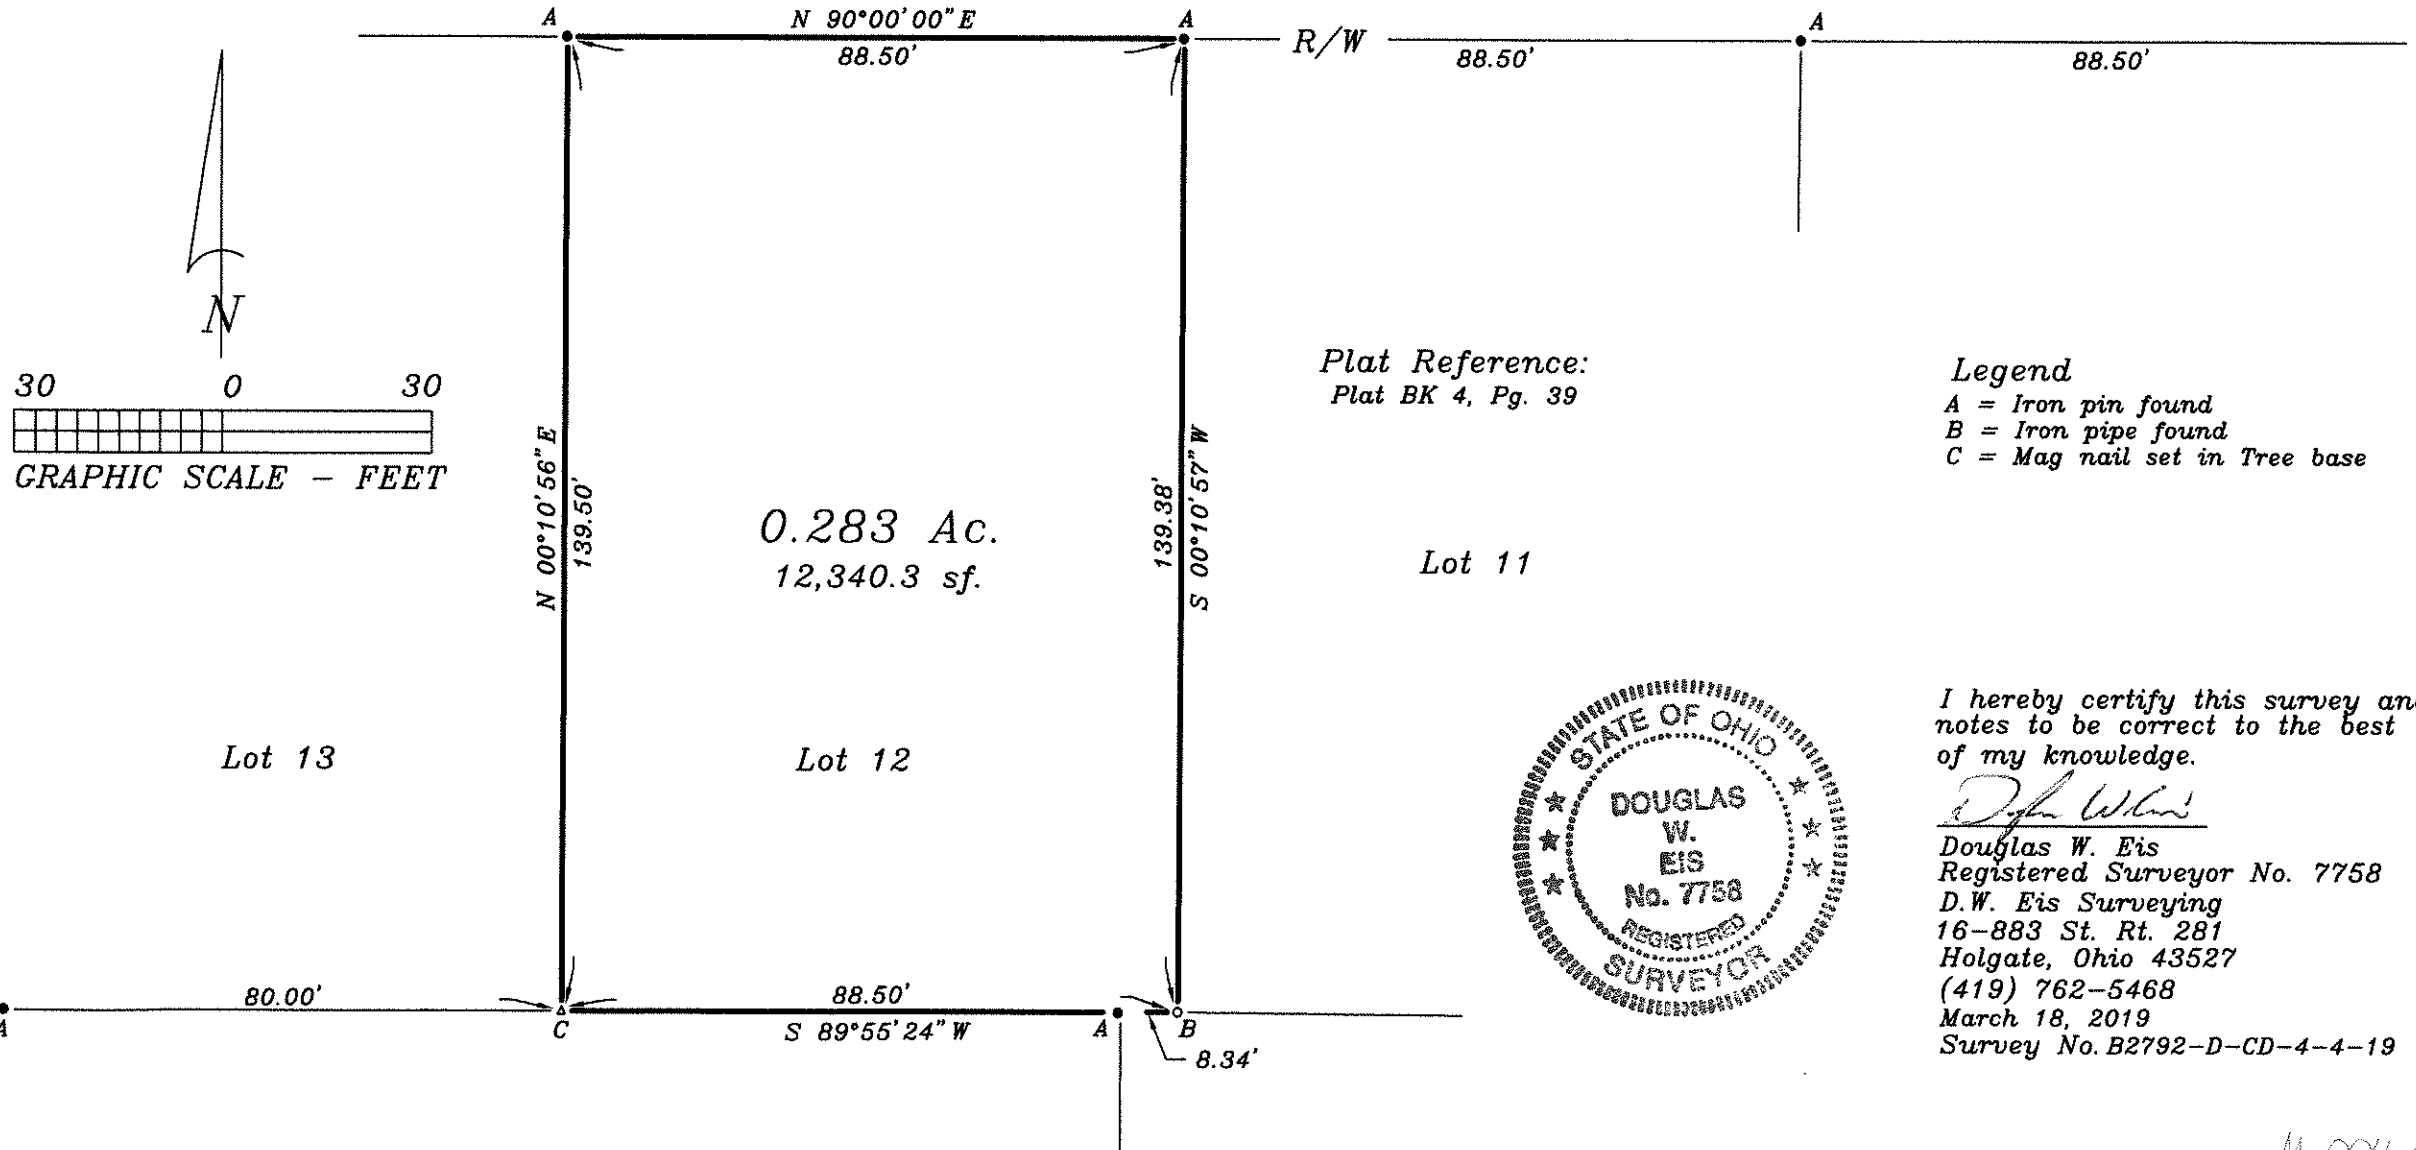 A N 90°00'00" E A A
88.50' R/W 88.50' 88.50'
N
30 0 30
GRAPHIC SCALE - FEET
Plat Reference:
Plat BK 4, Pg. 39
Legend
A = Iron pin found
B = Iron pipe found
C = Mag nail set in Tree base
N 00°10'56" E
139.50'
0.283 Ac.
12,340.3 sf.
139.38'
S 00°10'57" W
Lot 11
Lot 13
Lot 12
STATE OF OHIO
DOUGLAS
W.
EIS
No. 7758
REGISTERED
SURVEYOR
I hereby certify this survey and
notes to be correct to the best
of my knowledge.
Douglas W. Eis
Registered Surveyor No. 7758
D.W. Eis Surveying
16-883 St. Rt. 281
Holgate, Ohio 43527
(419) 762-5468
March 18, 2019
Survey No. B2792-D-CD-4-4-19
80.00' 88.50'
A C S 89°55'24" W A B
8.34'